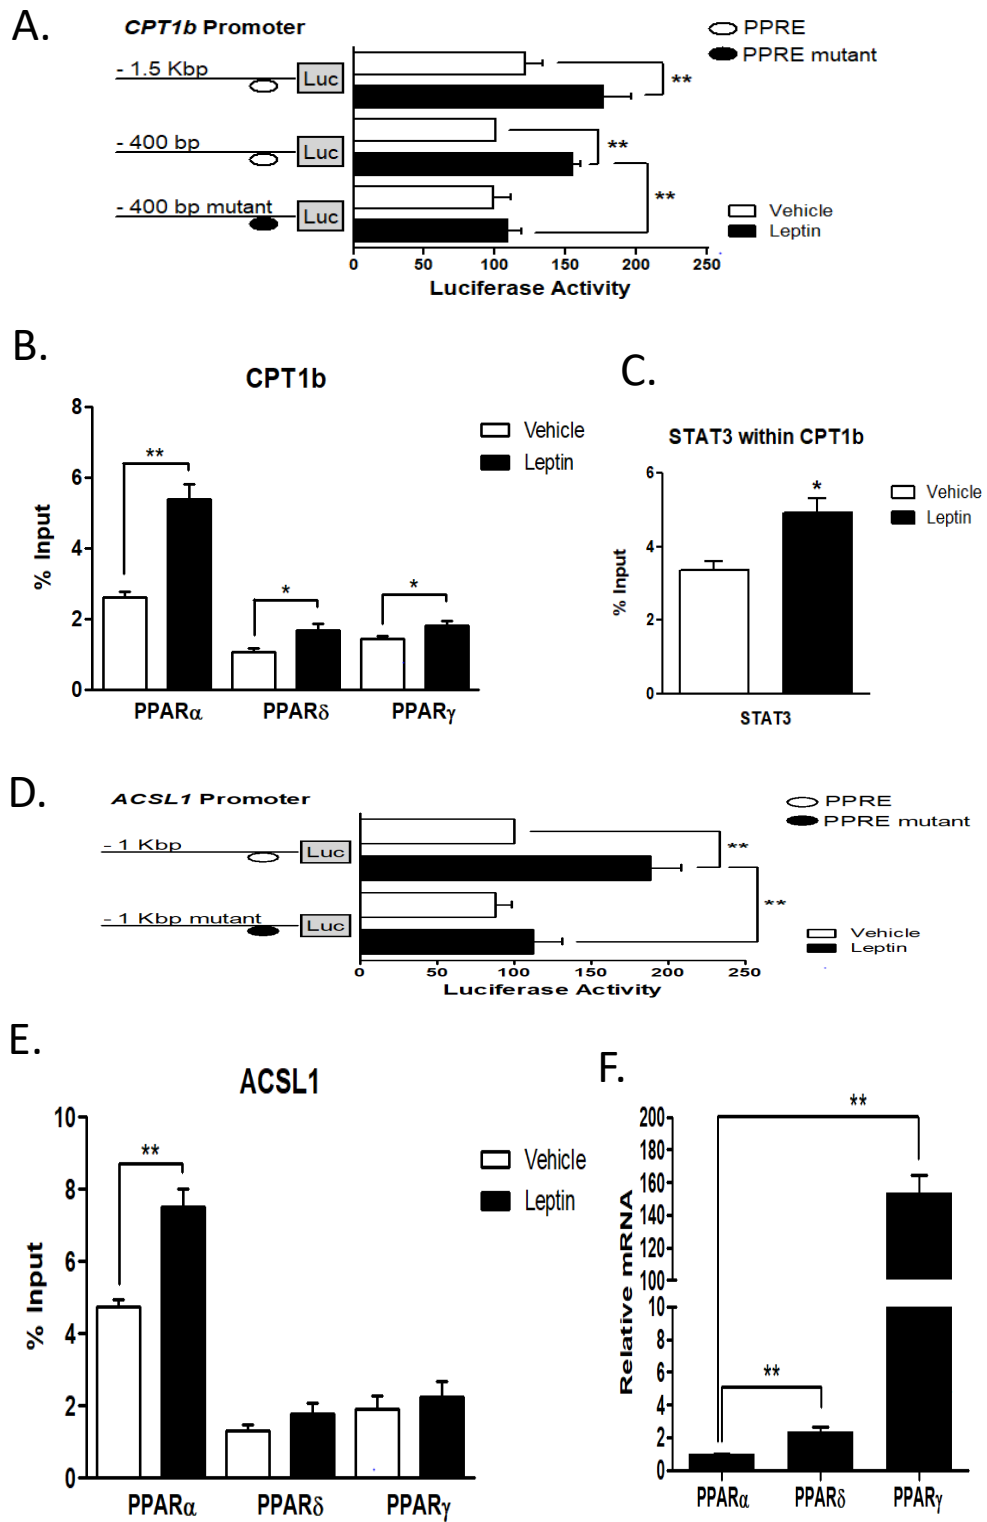 A.
CPT1b Promoter
PPRE
PPRE mutant
- 1.5 Kbp
Luc
**
- 400 bp
Luc
**
**
- 400 bp mutant
Luc
Vehicle
Leptin
0 50 100 150 200 250
Luciferase Activity
B.
CPT1b
8
6
4
2
0
% Input
**
*
*
Vehicle
Leptin
PPARα PPARδ PPARγ
C.
STAT3 within CPT1b
6
4
2
0
% Input
*
Vehicle
Leptin
STAT3
D.
ACSL1 Promoter
PPRE
PPRE mutant
- 1 Kbp
Luc
**
- 1 Kbp mutant
Luc
**
Vehicle
Leptin
0 50 100 150 200 250
Luciferase Activity
E.
ACSL1
10
8
6
4
2
0
% Input
**
Vehicle
Leptin
PPARα PPARδ PPARγ
F.
200
180
160
140
120
100
10
8
6
4
2
0
Relative mRNA
**
**
PPARα PPARδ PPARγ